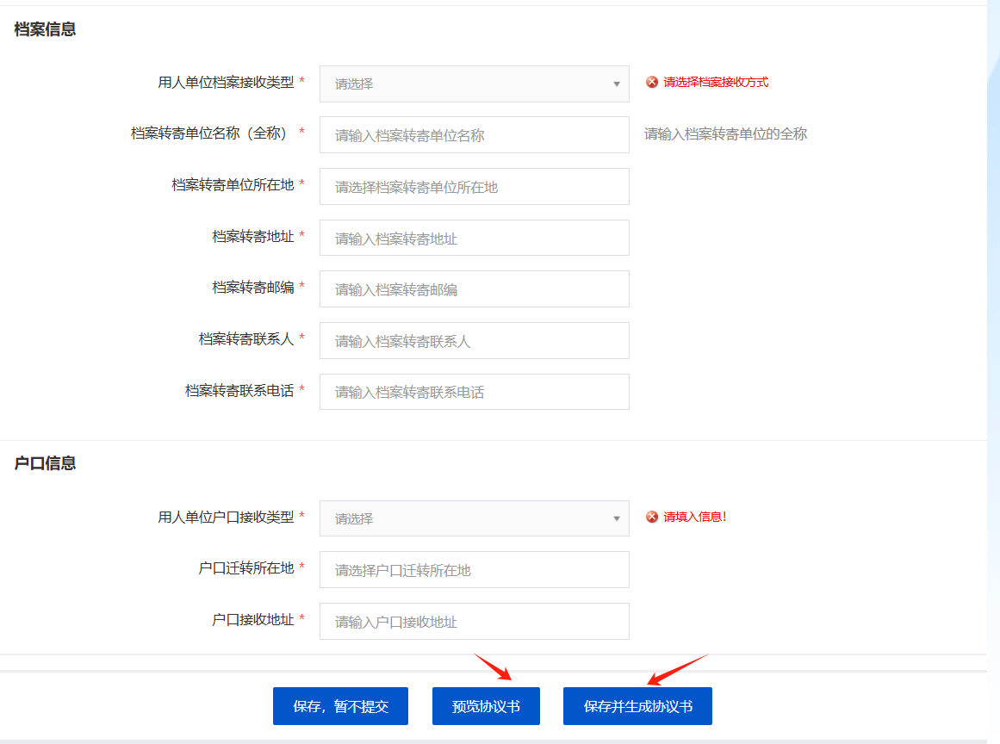 档案信息
用人单位档案接收类型 * 请选择 请选择档案接收方式
档案转寄单位名称（全称） * 请输入档案转寄单位名称 请输入档案转寄单位的全称
档案转寄单位所在地 * 请选择档案转寄单位所在地
档案转寄地址 * 请输入档案转寄地址
档案转寄邮编 * 请输入档案转寄邮编
档案转寄联系人 * 请输入档案转寄联系人
档案转寄联系电话 * 请输入档案转寄联系电话
户口信息
用人单位户口接收类型 * 请选择 请填入信息!
户口迁转所在地 * 请选择户口迁转所在地
户口接收地址 * 请输入户口接收地址
保存，暂不提交 预览协议书 保存并生成协议书